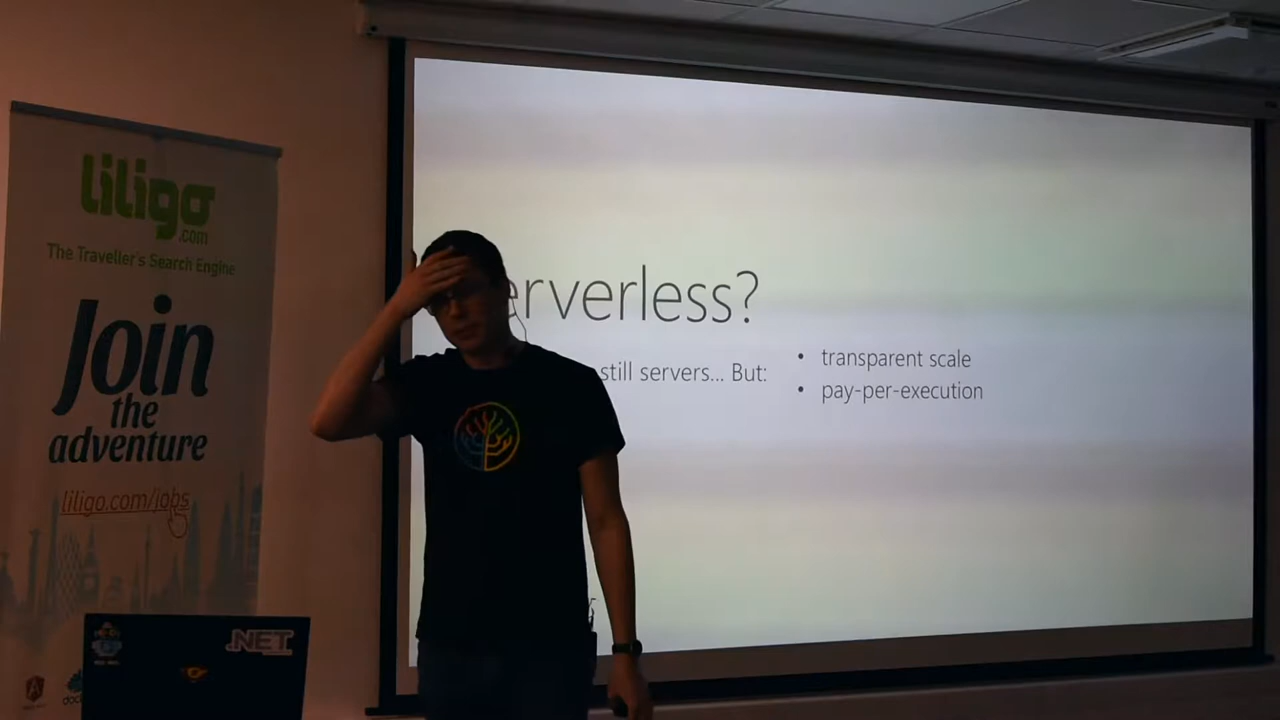 liligo
.com
The Traveller's Search Engine
Join
the
adventure
liligo.com/jobs
.NET
erverless?
still servers... But:
• transparent scale
• pay-per-execution